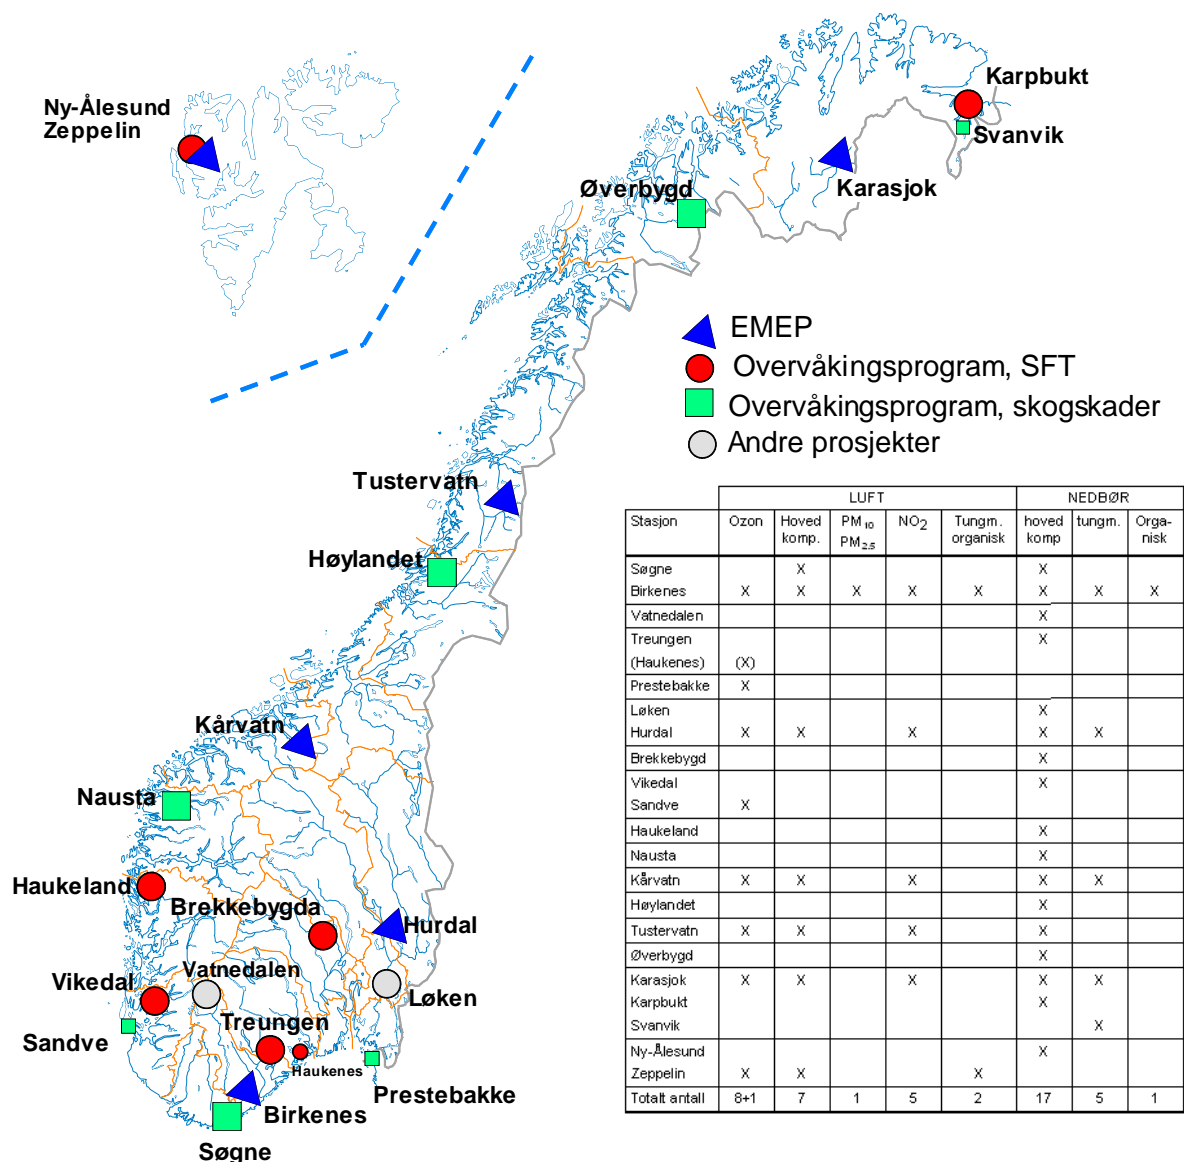 Ny-Ålesund
Zeppelin
Karpbukt
Svanvik
Karasjok
Øverbygd
EMEP
Overvåkingsprogram, SFT
Overvåkingsprogram, skogskader
Andre prosjekter
Tustervatn
Høylandet
Kårvatn
Nausta
Haukeland
Brekkebygda
Hurdal
Vatnedalen
Vikedal
Løken
Treungen
Sandve
Haukenes
Prestebakke
Birkenes
Søgne
LUFT NEDBØR
Stasjon Ozon Hoved komp. PM10 PM2.5 NO2 Tungm. organisk hoved komp tungm. Orga- nisk
Søgne X X
Birkenes X X X X X X X X
Vatnedalen X
Treungen X
(Haukenes) (X)
Prestebakke X
Løken X
Hurdal X X X X X
Brekkebygd X
Vikedal X
Sandve X
Haukeland X
Nausta X
Kårvatn X X X X X
Høylandet X
Tustervatn X X X X
Øverbygd X
Karasjok X X X X X
Karpbukt X
Svanvik X
Ny-Ålesund X
Zeppelin X X X
Totalt antall 8+1 7 1 5 2 17 5 1